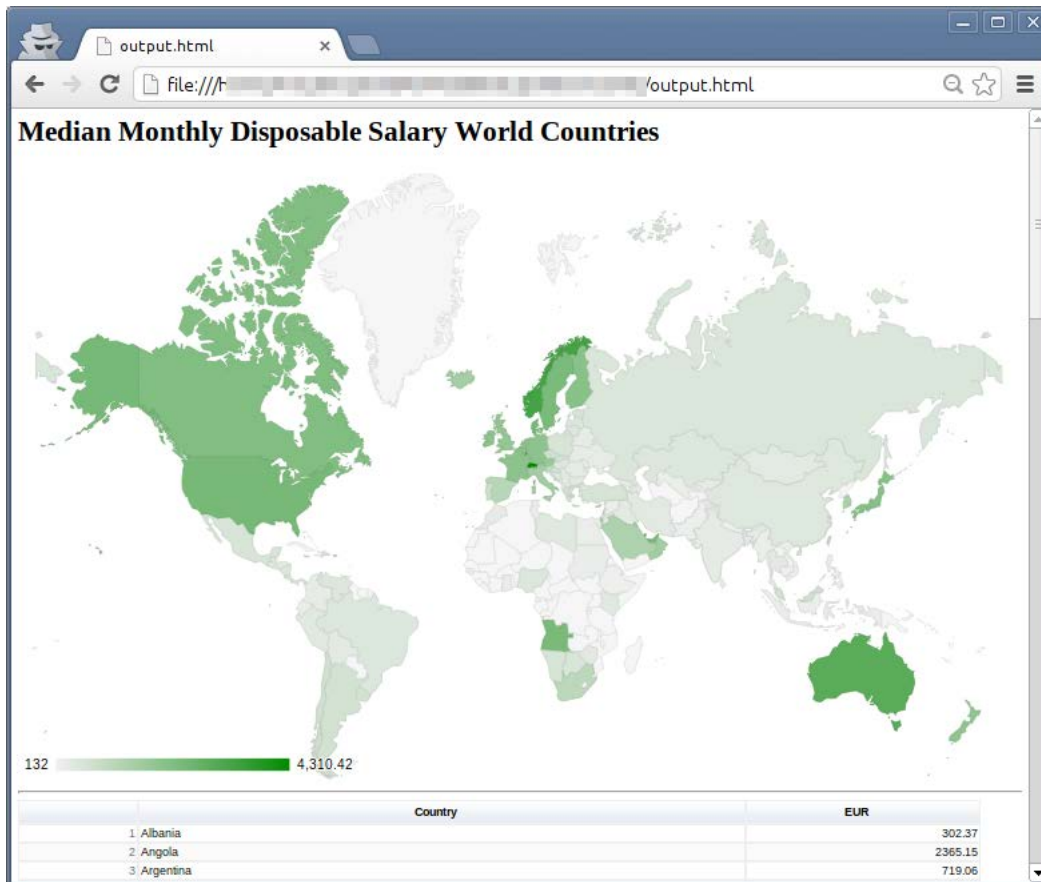 output.html
file:///h /output.html
Median Monthly Disposable Salary World Countries
132 4,310.42
Country EUR
1 Albania 302.37
2 Angola 2365.15
3 Argentina 719.06